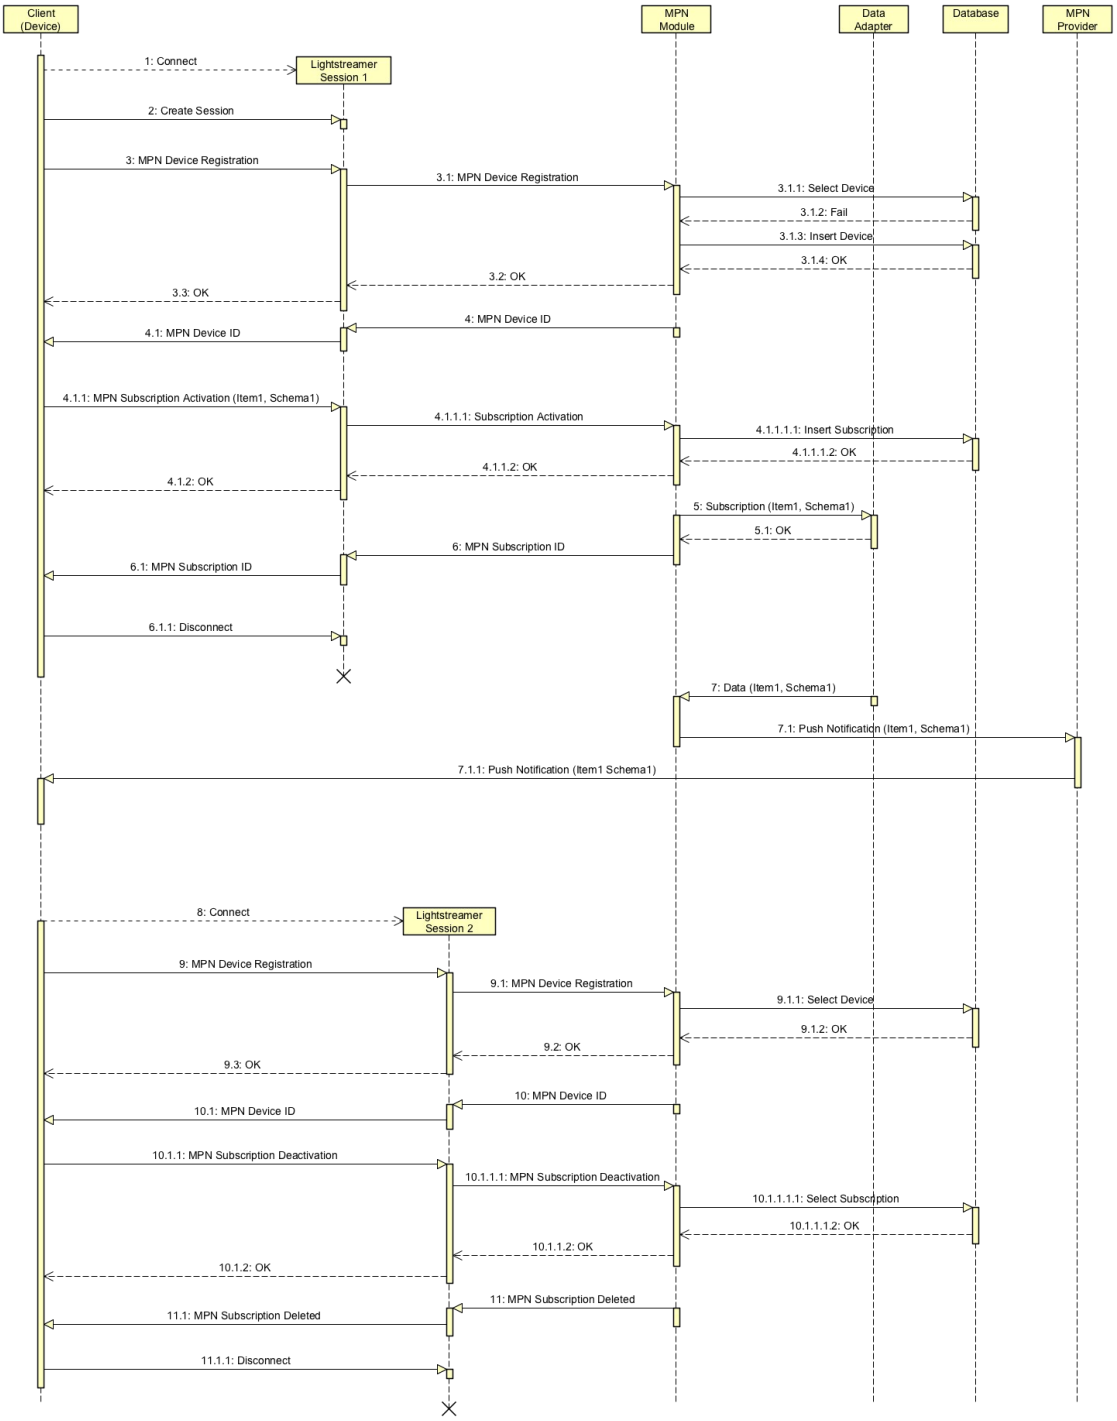 Client
(Device)
MPN
Module
Data
Adapter
Database
MPN
Provider
1: Connect
Lightstreamer
Session 1
2: Create Session
3: MPN Device Registration
3.1: MPN Device Registration
3.1.1: Select Device
3.1.2: Fail
3.1.3: Insert Device
3.1.4: OK
3.2: OK
3.3: OK
4: MPN Device ID
4.1: MPN Device ID
4.1.1: MPN Subscription Activation (Item1, Schema1)
4.1.1.1: Subscription Activation
4.1.1.1.1: Insert Subscription
4.1.1.1.2: OK
4.1.1.2: OK
4.1.2: OK
5: Subscription (Item1, Schema1)
5.1: OK
6: MPN Subscription ID
6.1: MPN Subscription ID
6.1.1: Disconnect
7: Data (Item1, Schema1)
7.1: Push Notification (Item1, Schema1)
7.1.1: Push Notification (Item1 Schema1)
8: Connect
Lightstreamer
Session 2
9: MPN Device Registration
9.1: MPN Device Registration
9.1.1: Select Device
9.1.2: OK
9.2: OK
9.3: OK
10: MPN Device ID
10.1: MPN Device ID
10.1.1: MPN Subscription Deactivation
10.1.1.1: MPN Subscription Deactivation
10.1.1.1.1: Select Subscription
10.1.1.1.2: OK
10.1.1.2: OK
10.1.2: OK
11: MPN Subscription Deleted
11.1: MPN Subscription Deleted
11.1.1: Disconnect